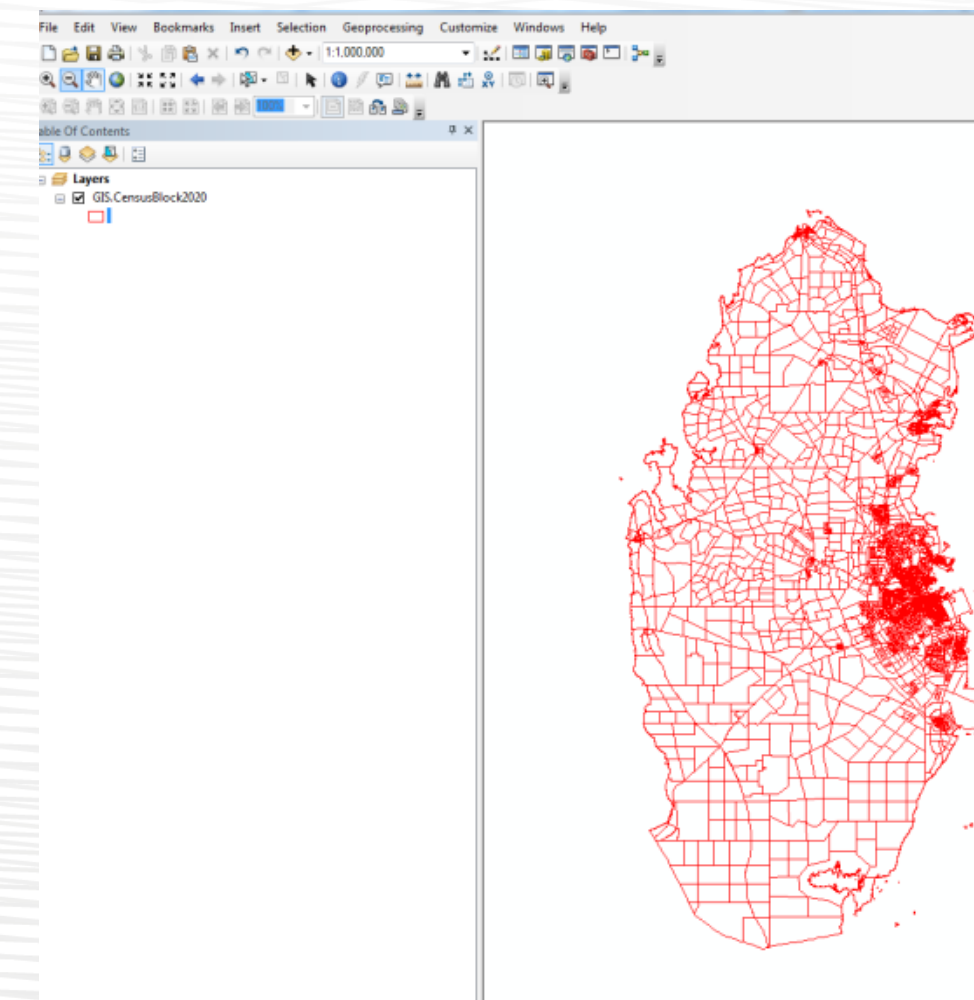 File Edit View Bookmarks Insert Selection Geoprocessing Customize Windows Help
1:1,000,000
100%
able Of Contents
Layers
GIS.CensusBlock2020